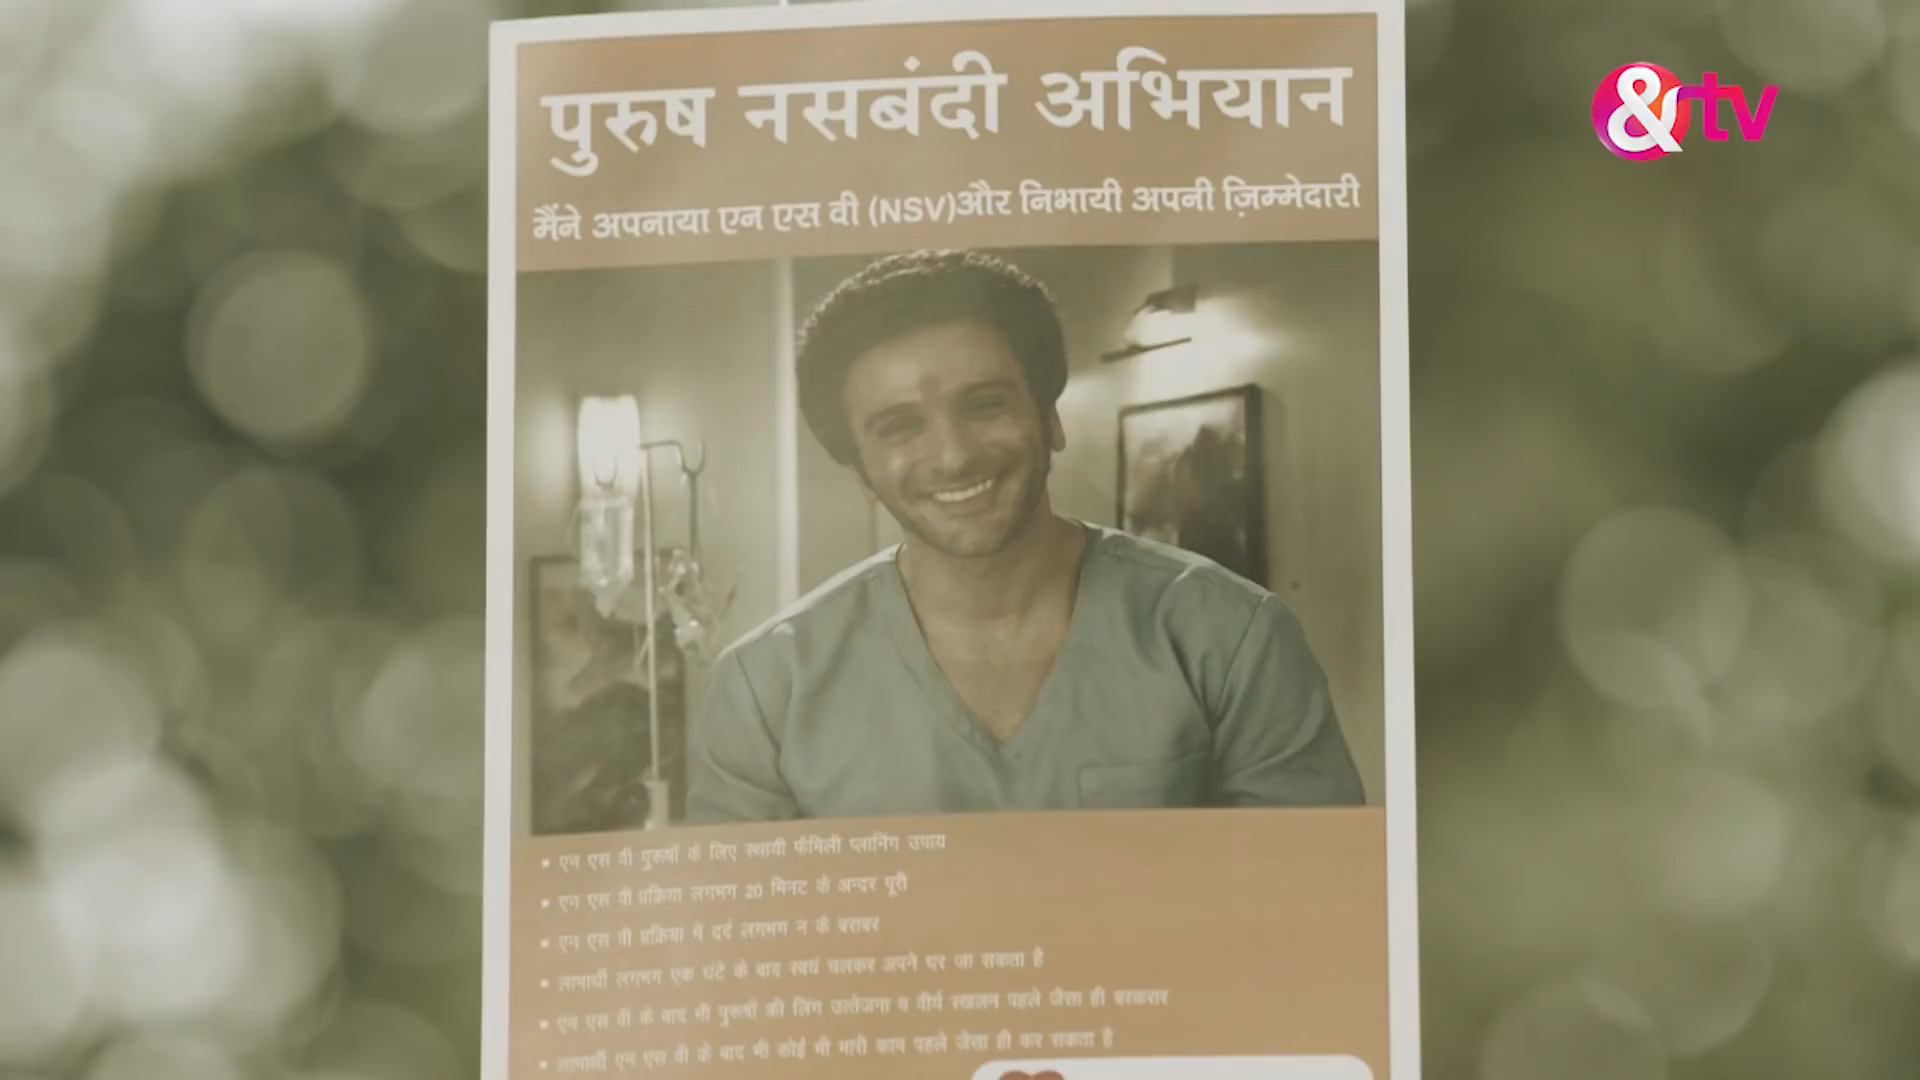 पुरुष नसबंदी अभियान
&tv
मैंने अपनाया एन एस वी (NSV)और निभायी अपनी ज़िम्मेदारी
• एन एस वी पुरूषों के लिए स्थायी फॅमिली प्लानिंग उपाय
• एन एस वी प्रक्रिया लगभग 20 मिनट के अन्दर पूरी
• एन एस वी प्रक्रिया में दर्द लगभग न के बराबर
• लाभार्थी लगभग एक घंटे के बाद स्वयं चलकर अपने घर जा सकता है
• एन एस वी के बाद भी पुरूषों की लिंग उत्तेजना व वीर्य स्खलन पहले जैसा ही बरकरार
• लाभार्थी एन एस वी के बाद भी कोई भी भारी काम पहले जैसा ही कर सकता है